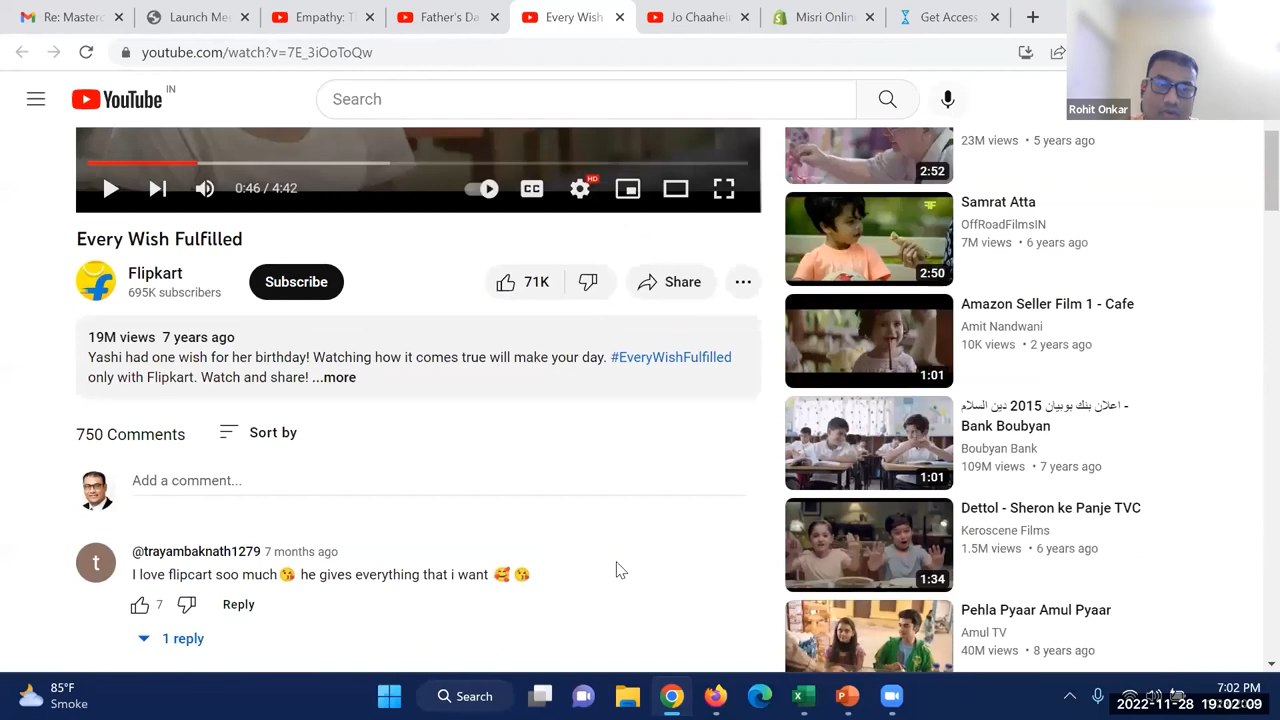 Re: Masterc
Launch Mee
Empathy: Th
Father's Da
Every Wish
Jo Chaahein
Misri Onlin
Get Access
youtube.com/watch?v=7E_3iOoToQw
YouTube IN
Search
Rohit Onkar
0:46 / 4:42
CC
HD
Every Wish Fulfilled
Flipkart
695K subscribers
Subscribe
71K
Share
19M views 7 years ago
Yashi had one wish for her birthday! Watching how it comes true will make your day. #EveryWishFulfilled
only with Flipkart. Watch and share! ...more
750 Comments
Sort by
Add a comment...
t
@trayambaknath1279 7 months ago
I love flipcart soo much😘 he gives everything that i want 🥰 😘
7
Reply
1 reply
23M views • 5 years ago
2:52
Samrat Atta
OffRoadFilmsIN
7M views • 6 years ago
2:50
Amazon Seller Film 1 - Cafe
Amit Nandwani
10K views • 2 years ago
1:01
اعلان بنك بوبيان 2015 دين السلام -
Bank Boubyan
Boubyan Bank
109M views • 7 years ago
1:01
Dettol - Sheron ke Panje TVC
Keroscene Films
1.5M views • 6 years ago
1:34
Pehla Pyaar Amul Pyaar
Amul TV
40M views • 8 years ago
85°F
Smoke
Search
7:02 PM
2022-11-28 19:02:09